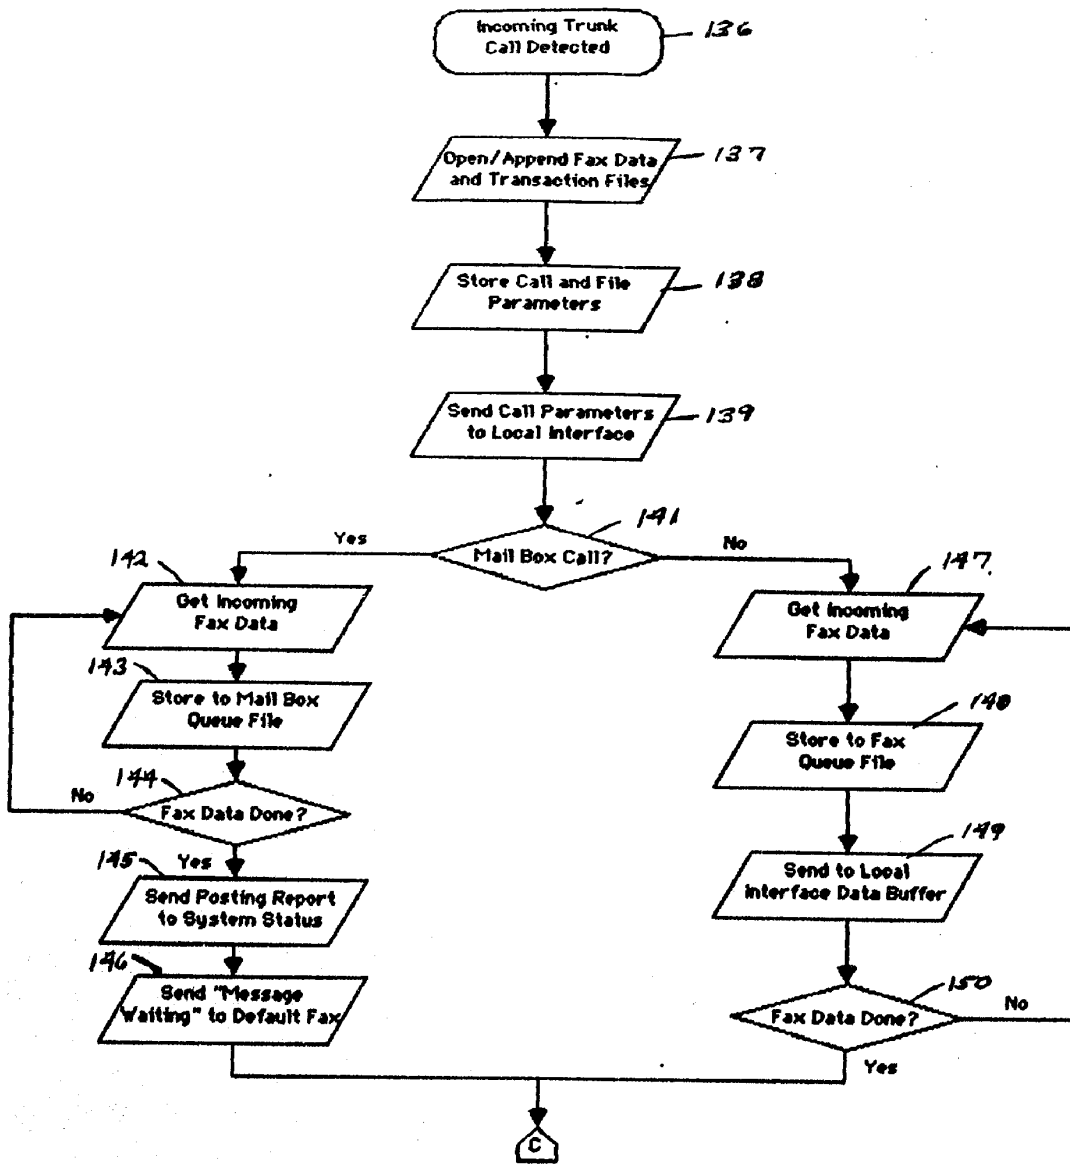 Incoming Trunk
Call Detected
136
Open/Append Fax Data
and Transaction Files
137
Store Call and File
Parameters
138
Send Call Parameters
to Local Interface
139
141
Mail Box Call?
Yes
No
142
Get Incoming
Fax Data
147
Get Incoming
Fax Data
143
Store to Mail Box
Queue File
148
Store to Fax
Queue File
144
No
Fax Data Done?
Yes
149
Send to Local
Interface Data Buffer
145
Send Posting Report
to System Status
146
Send "Message
Waiting" to Default Fax
150
Fax Data Done?
No
Yes
C